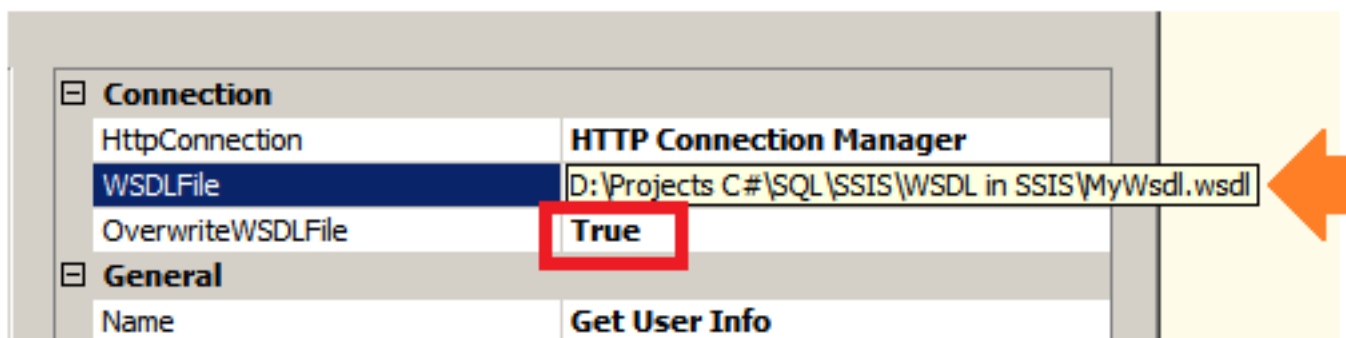 Connection
HttpConnection HTTP Connection Manager
WSDLFile D:\Projects C#\SQL\SSIS\WSDL in SSIS\MyWsdl.wsdl
OverwriteWSDLFile True
General
Name Get User Info